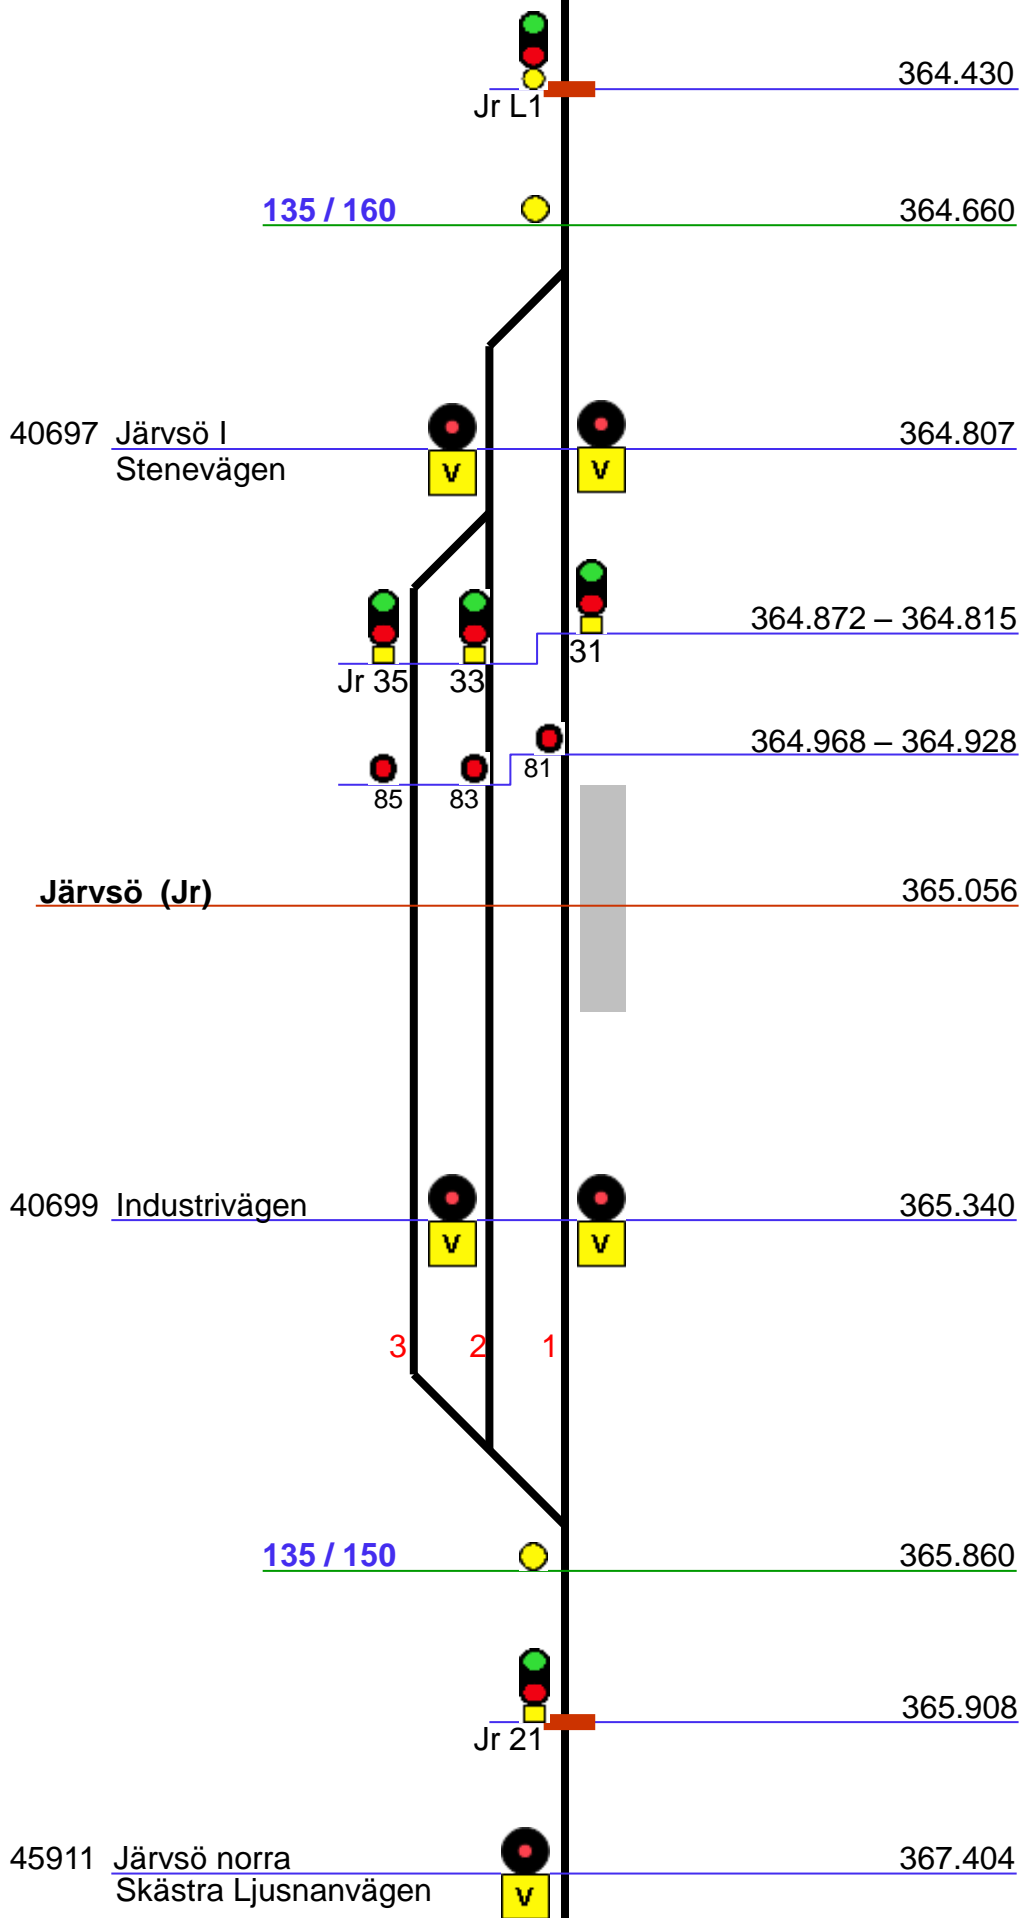 364.430
Jr L1
135 / 160 364.660
40697 Järvsö I 364.807
Stenevägen
V V
364.872 – 364.815
31
Jr 35 33
364.968 – 364.928
81
85 83
Järvsö (Jr) 365.056
40699 Industrivägen 365.340
V V
3 2 1
135 / 150 365.860
365.908
Jr 21
45911 Järvsö norra 367.404
Skästra Ljusnanvägen V